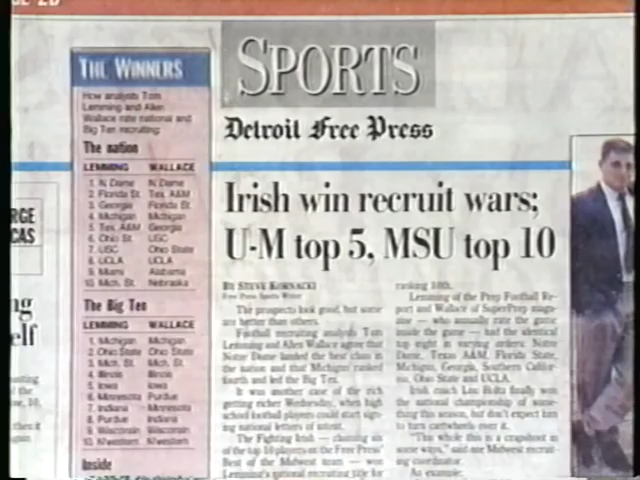 THE WINNERS
How analysts Tom
Lemming and Allen
Wallace rate national and
Big Ten recruiting:
The nation
LEMMING WALLACE
1. N. Dame N. Dame
2. Florida St. Tex. A&M
3. Georgia Florida St.
4. Michigan Michigan
5. Tex. A&M Georgia
6. Ohio St. USC
7. USC Ohio State
8. UCLA UCLA
9. Miami Alabama
10. Mich. St. Nebraska
The Big Ten
LEMMING WALLACE
1. Michigan Michigan
2. Ohio State Ohio State
3. Mich. St. Mich. St.
4. Illinois Illinois
5. Iowa Iowa
6. Minnesota Purdue
7. Indiana Minnesota
8. Purdue Indiana
9. Wisconsin Wisconsin
10. N'western N'western
Inside
SPORTS
Detroit Free Press
Irish win recruit wars;
U-M top 5, MSU top 10
BY STEVE KORNACKI
Free Press Sports Writer
The prospects look good, but some
are better than others.
Football recruiting analysts Tom
Lemming and Allen Wallace agree that
Notre Dame landed the best class in
the nation and that Michigan ranked
fourth and led the Big Ten.
It was another case of the rich
getting richer Wednesday, when high
school football players could start sign-
ing national letters of intent.
The Fighting Irish — claiming six
of the top 10 players on the Free Press'
Best of the Midwest team — won
Lemming's national recruiting title for
ranking 10th.
Lemming of the Prep Football Re-
port and Wallace of SuperPrep maga-
zine — who annually rate the game
inside the game — had the identical
top eight in varying orders: Notre
Dame, Texas A&M, Florida State,
Michigan, Georgia, Southern Califor-
nia, Ohio State and UCLA.
Irish coach Lou Holtz finally won
the national championship of some-
thing this season, but don't expect him
to turn cartwheels over it.
"This whole this is a crapshoot in
some ways," said one Midwest recruit-
ing coordinator.
An example:
RGE
CAS
ng
elf